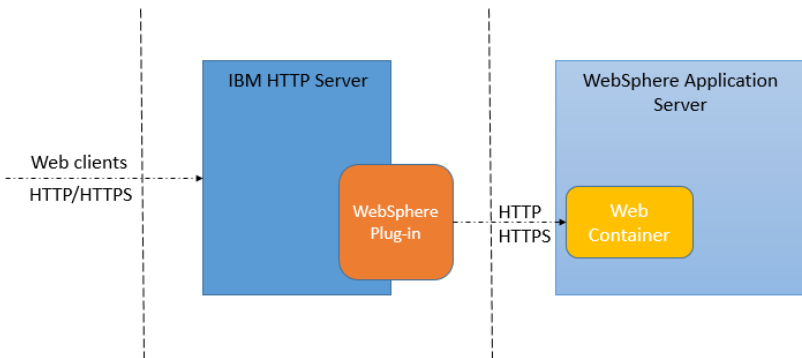 IBM HTTP Server
WebSphere Application
Server
Web clients
HTTP/HTTPS
WebSphere
Plug-in
HTTP
HTTPS
Web
Container